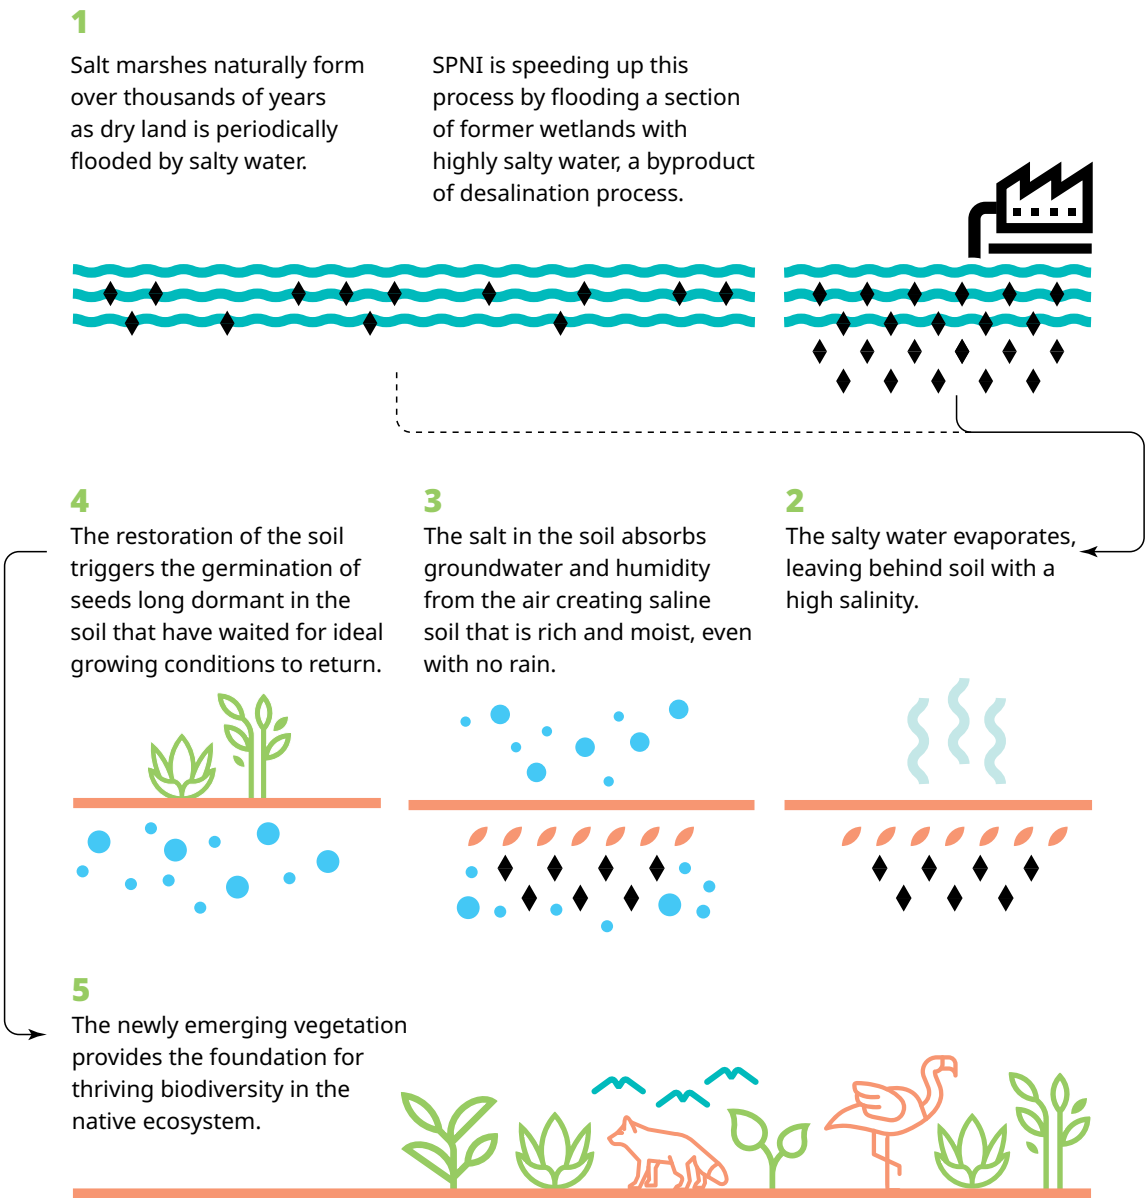 1
Salt marshes naturally form
over thousands of years
as dry land is periodically
flooded by salty water.
SPNI is speeding up this
process by flooding a section
of former wetlands with
highly salty water, a byproduct
of desalination process.
2
The salty water evaporates,
leaving behind soil with a
high salinity.
3
The salt in the soil absorbs
groundwater and humidity
from the air creating saline
soil that is rich and moist, even
with no rain.
4
The restoration of the soil
triggers the germination of
seeds long dormant in the
soil that have waited for ideal
growing conditions to return.
5
The newly emerging vegetation
provides the foundation for
thriving biodiversity in the
native ecosystem.